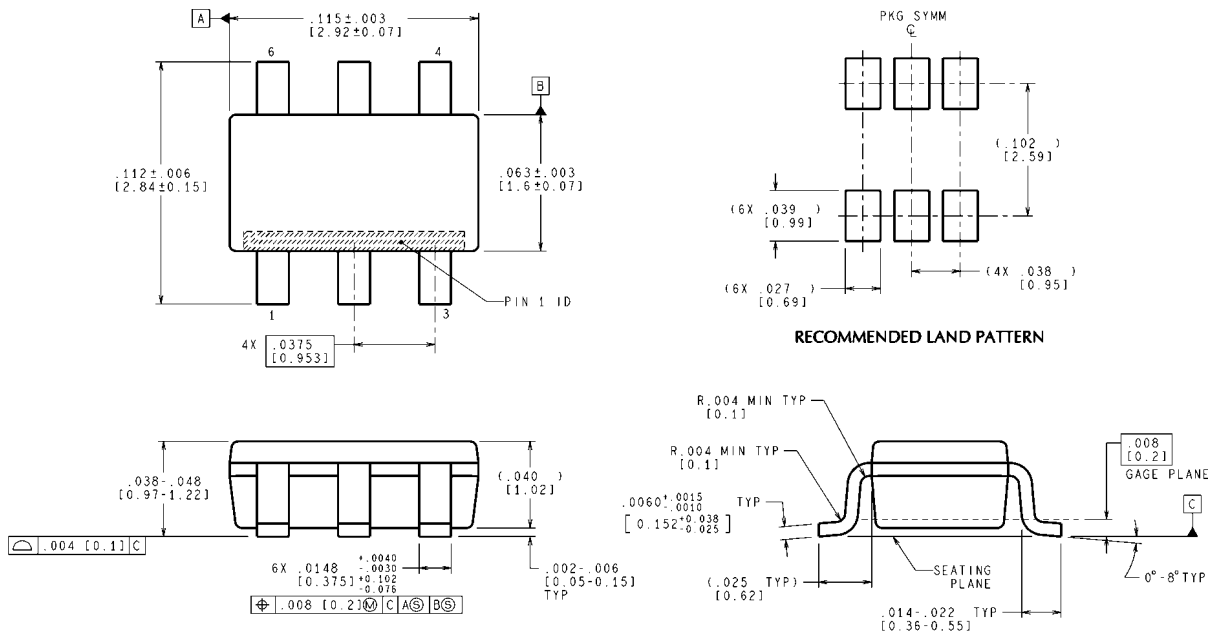 A
.115±.003
[2.92±0.07]
6
4
B
.112±.006
[2.84±0.15]
.063±.003
[1.6±0.07]
PIN 1 ID
1
3
4X .0375
[0.953]
PKG SYMM
℄
(.102 )
[2.59]
(6X .039 )
[0.99]
(6X .027 )
[0.69]
(4X .038 )
[0.95]
RECOMMENDED LAND PATTERN
.038-.048
[0.97-1.22]
(.040 )
[1.02]
⌓ .004 [0.1] C
6X .0148 +.0040 -.0030
[0.375] +0.102 -0.076
⌖ .008 [0.2]Ⓜ C AⓈ BⓈ
.002-.006
[0.05-0.15]
TYP
R.004 MIN TYP
[0.1]
R.004 MIN TYP
[0.1]
.0060 +.0015 -.0010 TYP
[0.152 +0.038 -0.025]
.008
[0.2]
GAGE PLANE
C
SEATING
PLANE
0°-8° TYP
(.025 TYP)
[0.62]
.014-.022 TYP
[0.36-0.55]